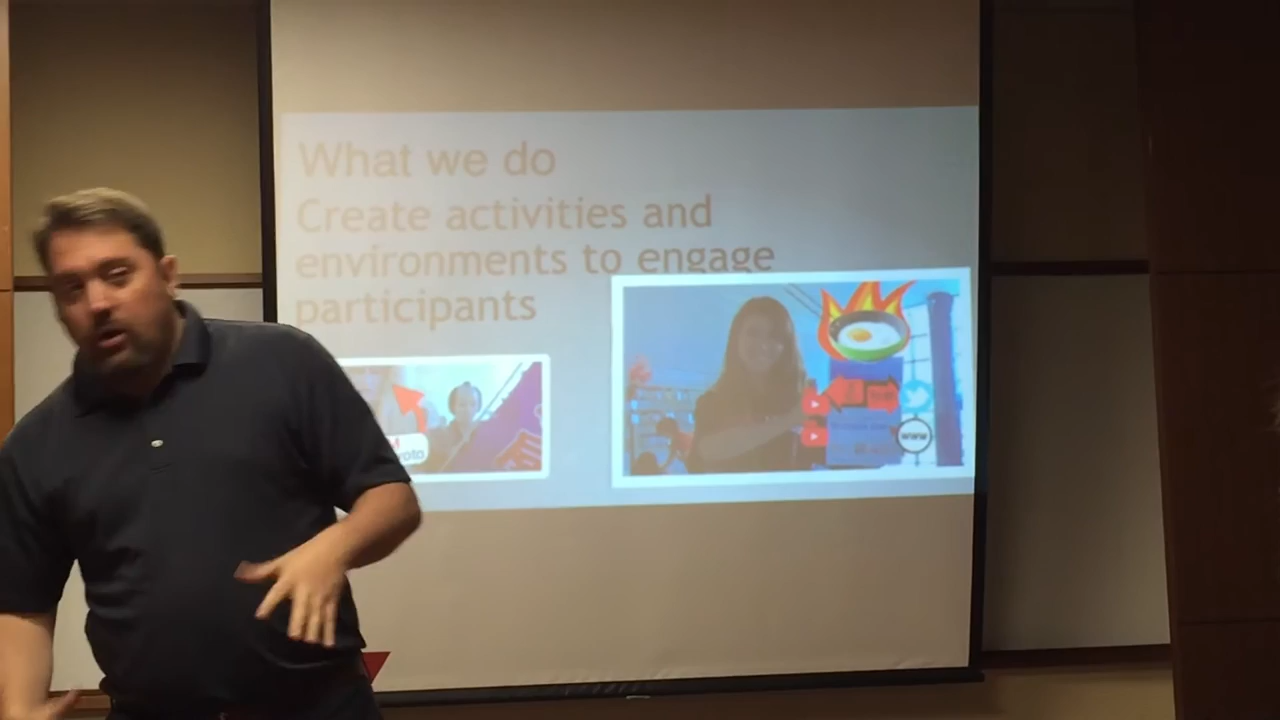 What we do
Create activities and
environments to engage
participants
www